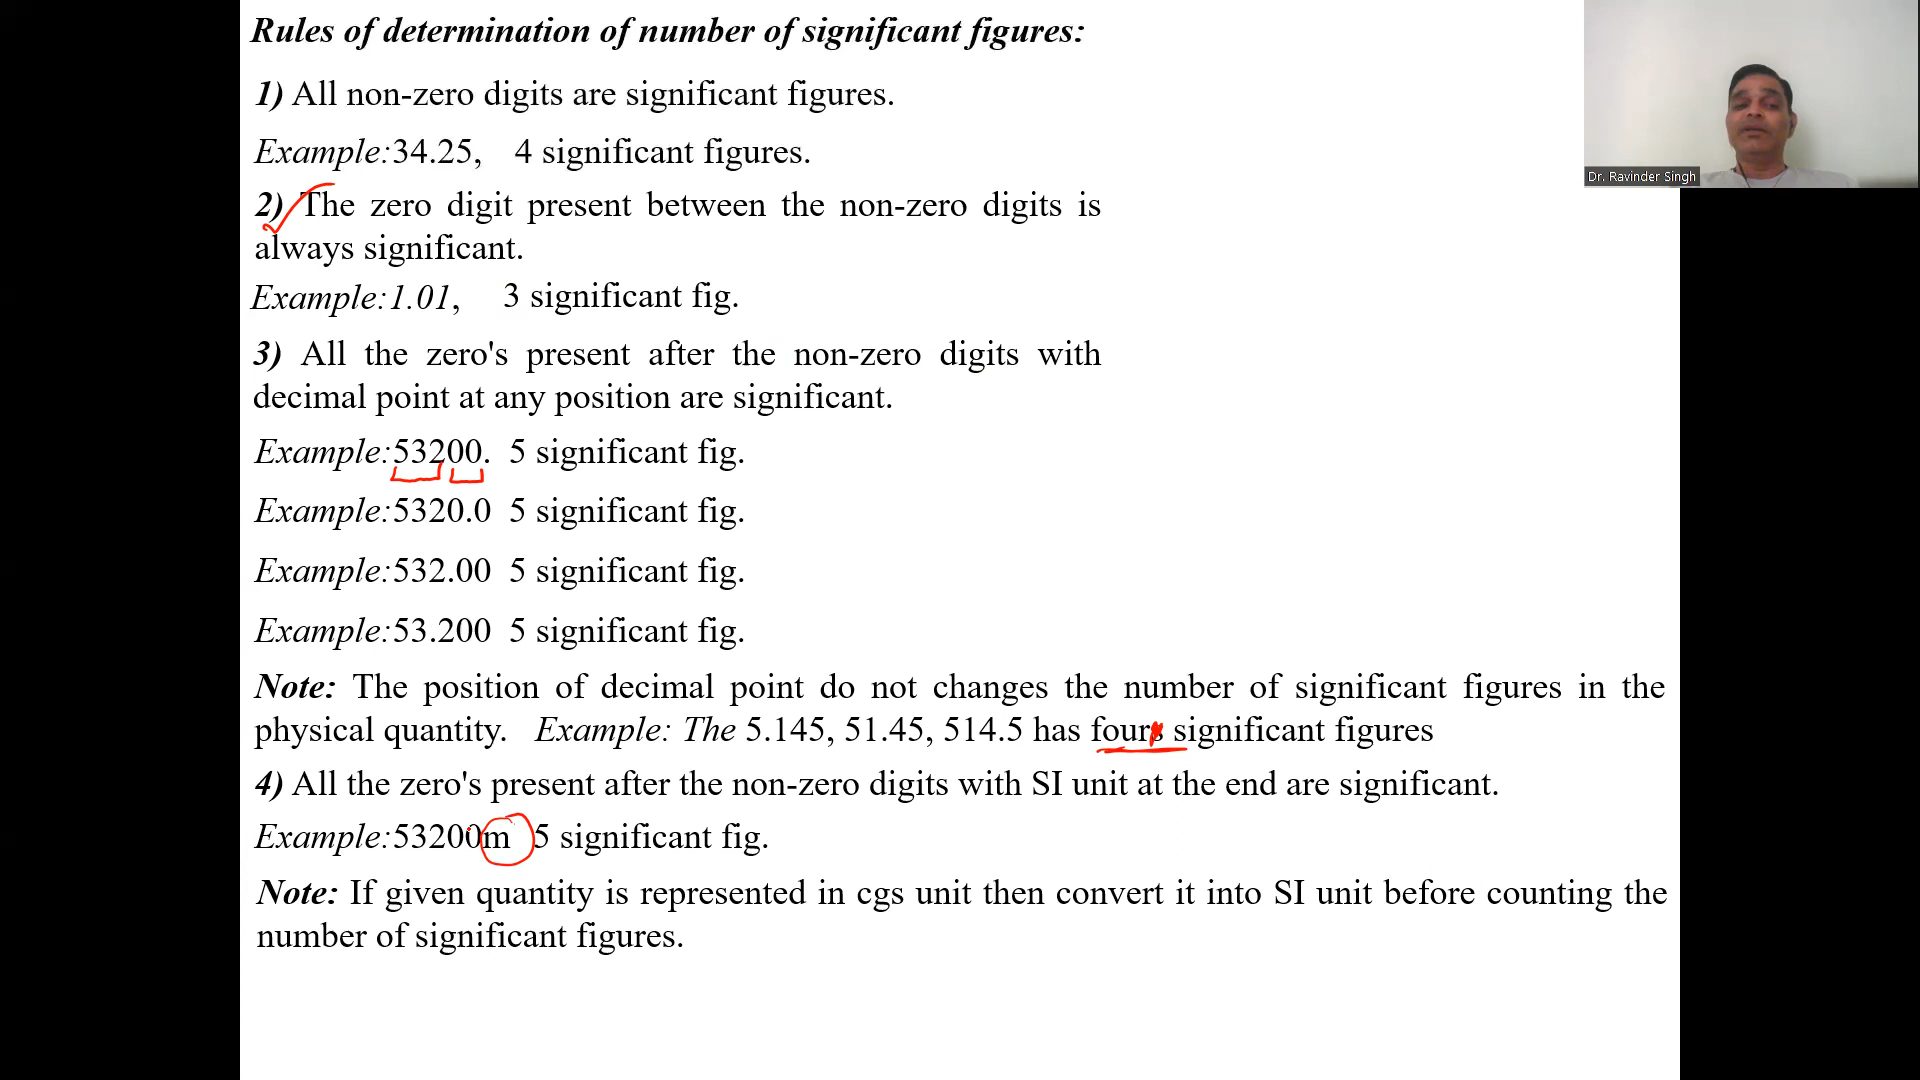 Rules of determination of number of significant figures:
1) All non-zero digits are significant figures.
Example:34.25, 4 significant figures.
2) The zero digit present between the non-zero digits is
always significant.
Example:1.01, 3 significant fig.
3) All the zero's present after the non-zero digits with
decimal point at any position are significant.
Example:53200. 5 significant fig.
Example:5320.0 5 significant fig.
Example:532.00 5 significant fig.
Example:53.200 5 significant fig.
Note: The position of decimal point do not changes the number of significant figures in the
physical quantity. Example: The 5.145, 51.45, 514.5 has fours significant figures
4) All the zero's present after the non-zero digits with SI unit at the end are significant.
Example:53200m 5 significant fig.
Note: If given quantity is represented in cgs unit then convert it into SI unit before counting the
number of significant figures.
Dr. Ravinder Singh